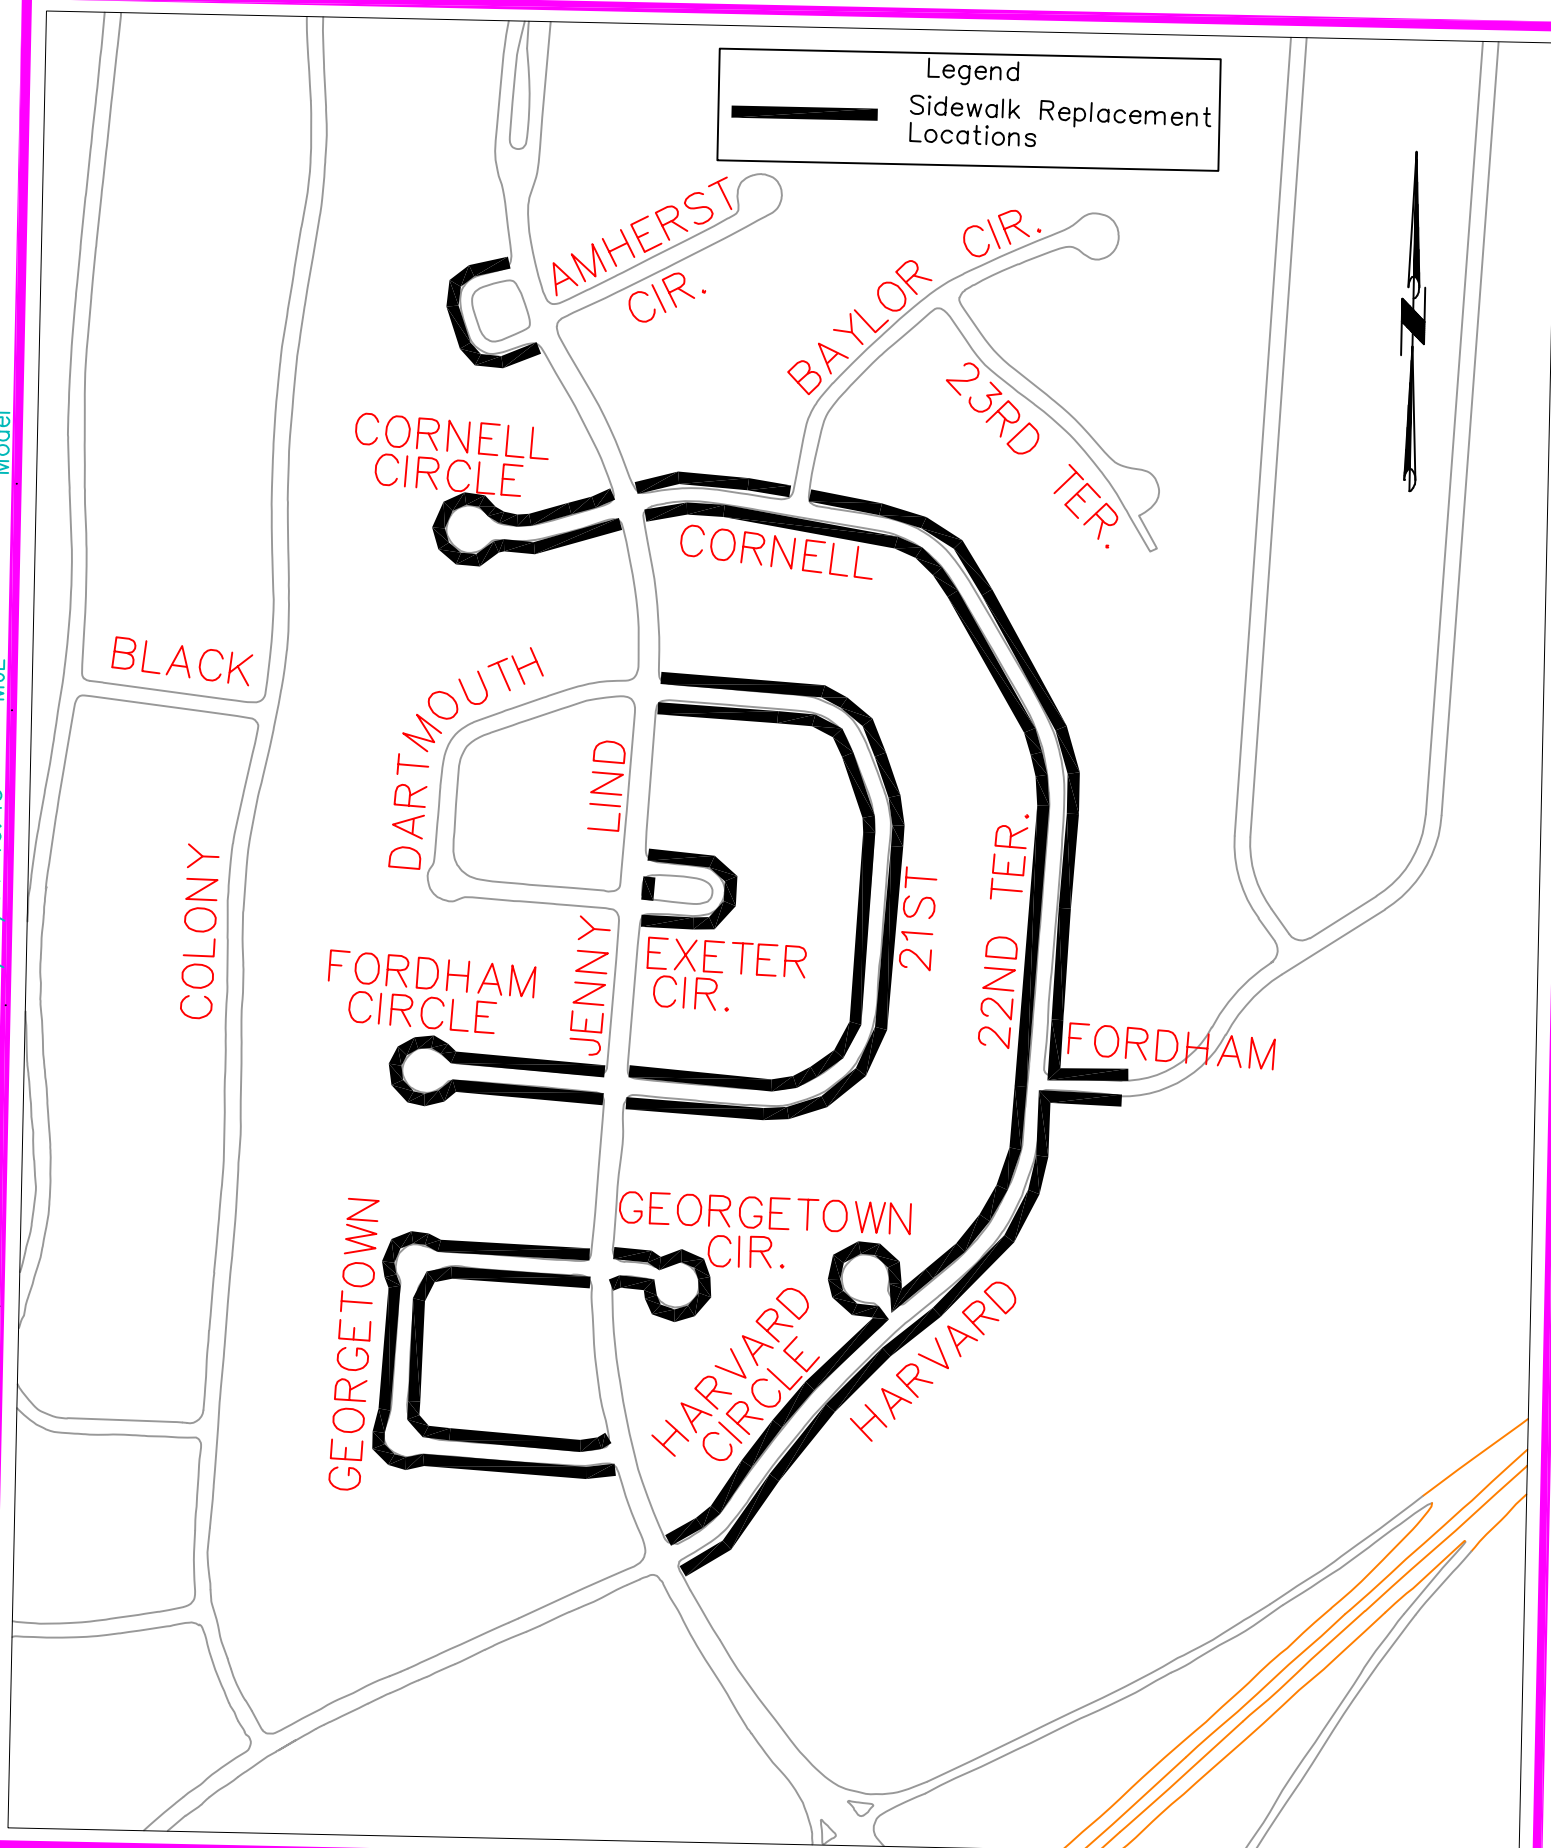 Legend
Sidewalk Replacement
Locations
AMHERST
CIR.
BAYLOR CIR.
23RD TER.
CORNELL
CIRCLE
CORNELL
BLACK
DARTMOUTH
JENNY LIND
COLONY
EXETER
CIR.
21ST
22ND TER.
FORDHAM
CIRCLE
FORDHAM
GEORGETOWN
GEORGETOWN
CIR.
HARVARD
CIRCLE
HARVARD
N
Model